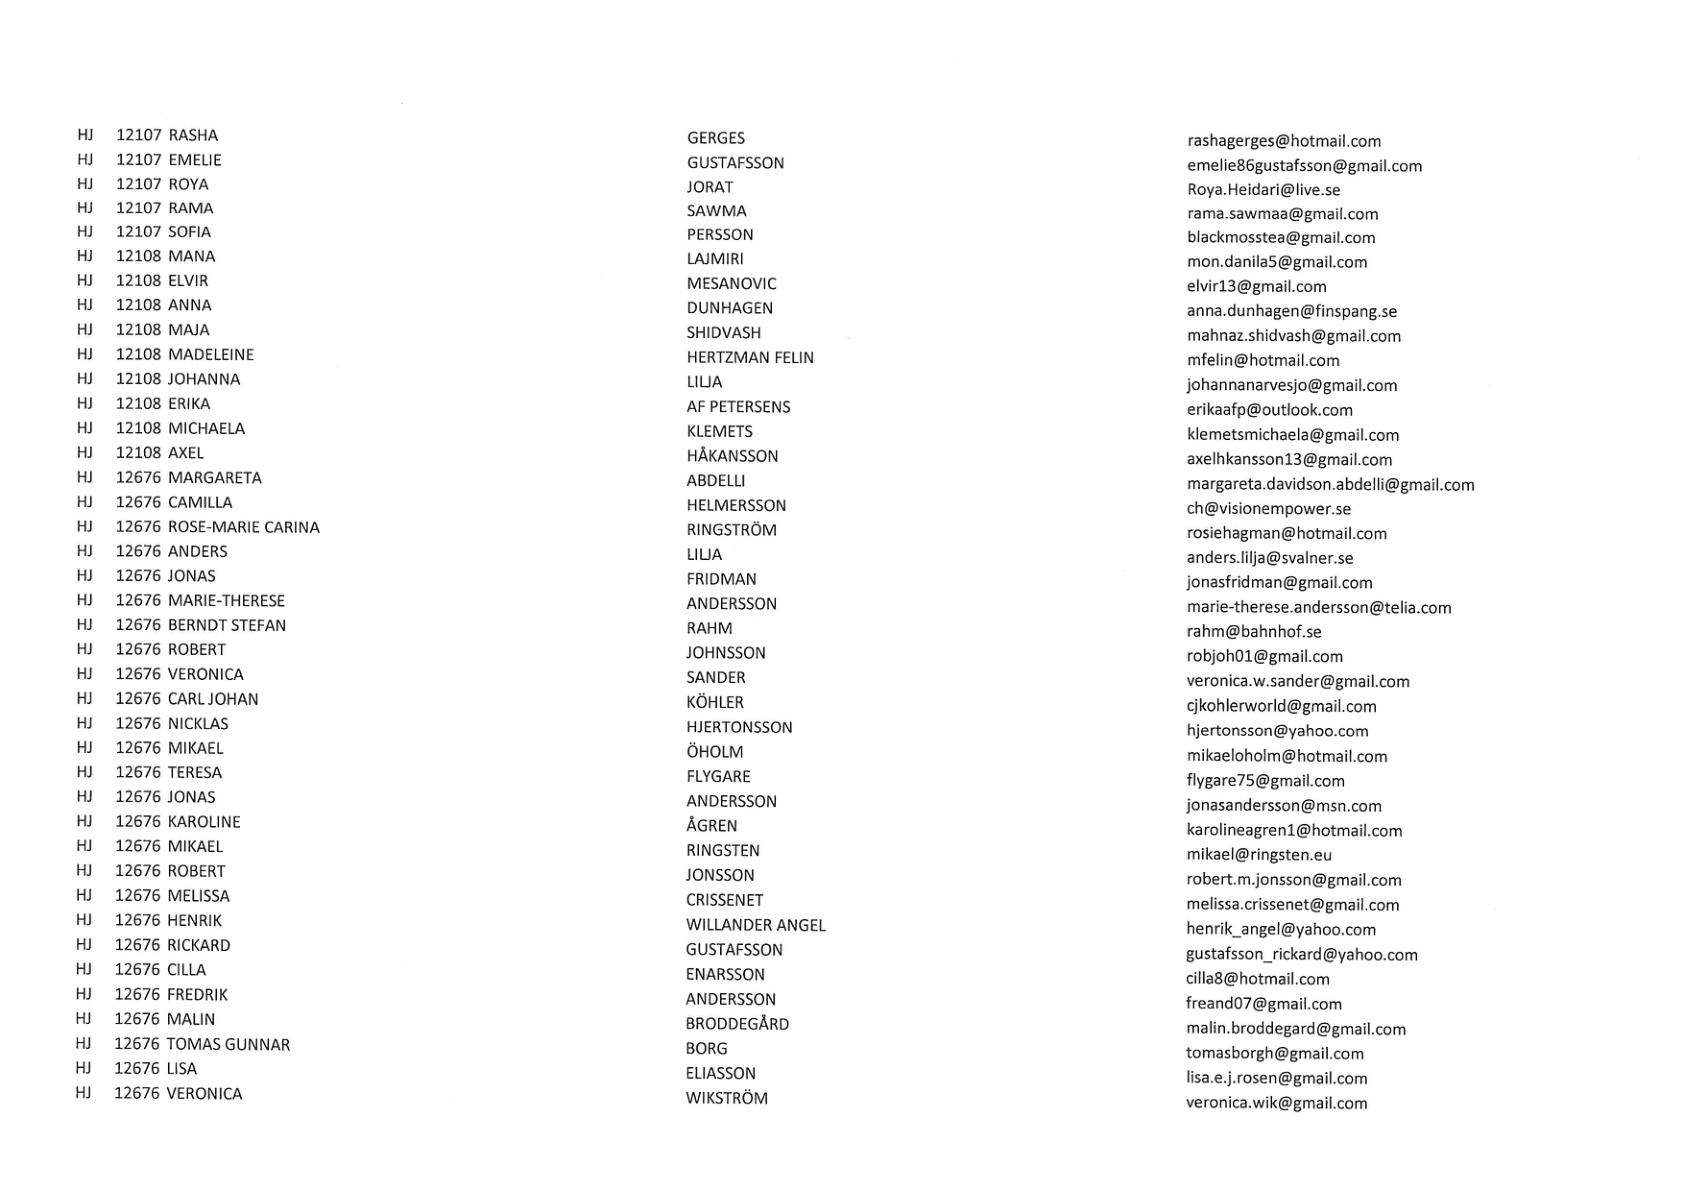 HJ 12107 RASHA GERGES rashagerges@hotmail.com
HJ 12107 EMELIE GUSTAFSSON emelie86gustafsson@gmail.com
HJ 12107 ROYA JORAT Roya.Heidari@live.se
HJ 12107 RAMA SAWMA rama.sawmaa@gmail.com
HJ 12107 SOFIA PERSSON blackmosstea@gmail.com
HJ 12108 MANA LAJMIRI mon.danila5@gmail.com
HJ 12108 ELVIR MESANOVIC elvir13@gmail.com
HJ 12108 ANNA DUNHAGEN anna.dunhagen@finspang.se
HJ 12108 MAJA SHIDVASH mahnaz.shidvash@gmail.com
HJ 12108 MADELEINE HERTZMAN FELIN mfelin@hotmail.com
HJ 12108 JOHANNA LILJA johannanarvesjo@gmail.com
HJ 12108 ERIKA AF PETERSENS erikaafp@outlook.com
HJ 12108 MICHAELA KLEMETS klemetsmichaela@gmail.com
HJ 12108 AXEL HÅKANSSON axelhkansson13@gmail.com
HJ 12676 MARGARETA ABDELLI margareta.davidson.abdelli@gmail.com
HJ 12676 CAMILLA HELMERSSON ch@visionempower.se
HJ 12676 ROSE-MARIE CARINA RINGSTRÖM rosiehagman@hotmail.com
HJ 12676 ANDERS LILJA anders.lilja@svalner.se
HJ 12676 JONAS FRIDMAN jonasfridman@gmail.com
HJ 12676 MARIE-THERESE ANDERSSON marie-therese.andersson@telia.com
HJ 12676 BERNDT STEFAN RAHM rahm@bahnhof.se
HJ 12676 ROBERT JOHNSSON robjoh01@gmail.com
HJ 12676 VERONICA SANDER veronica.w.sander@gmail.com
HJ 12676 CARL JOHAN KÖHLER cjkohlerworld@gmail.com
HJ 12676 NICKLAS HJERTONSSON hjertonsson@yahoo.com
HJ 12676 MIKAEL ÖHOLM mikaeloholm@hotmail.com
HJ 12676 TERESA FLYGARE flygare75@gmail.com
HJ 12676 JONAS ANDERSSON jonasandersson@msn.com
HJ 12676 KAROLINE ÅGREN karolineagren1@hotmail.com
HJ 12676 MIKAEL RINGSTEN mikael@ringsten.eu
HJ 12676 ROBERT JONSSON robert.m.jonsson@gmail.com
HJ 12676 MELISSA CRISSENET melissa.crissenet@gmail.com
HJ 12676 HENRIK WILLANDER ANGEL henrik_angel@yahoo.com
HJ 12676 RICKARD GUSTAFSSON gustafsson_rickard@yahoo.com
HJ 12676 CILLA ENARSSON cilla8@hotmail.com
HJ 12676 FREDRIK ANDERSSON freand07@gmail.com
HJ 12676 MALIN BRODDEGÅRD malin.broddegard@gmail.com
HJ 12676 TOMAS GUNNAR BORG tomasborgh@gmail.com
HJ 12676 LISA ELIASSON lisa.e.j.rosen@gmail.com
HJ 12676 VERONICA WIKSTRÖM veronica.wik@gmail.com